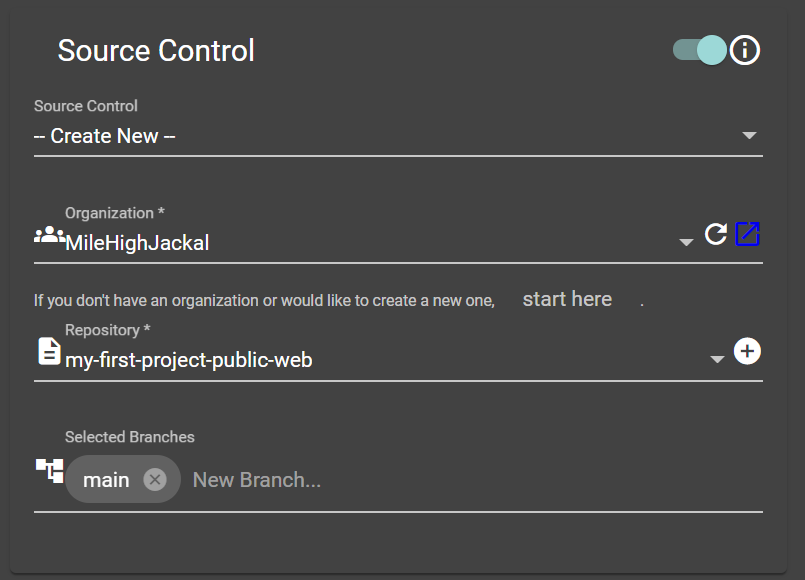 Source Control
Source Control
-- Create New --
Organization *
MileHighJackal
If you don't have an organization or would like to create a new one, start here .
Repository *
my-first-project-public-web
Selected Branches
main New Branch...